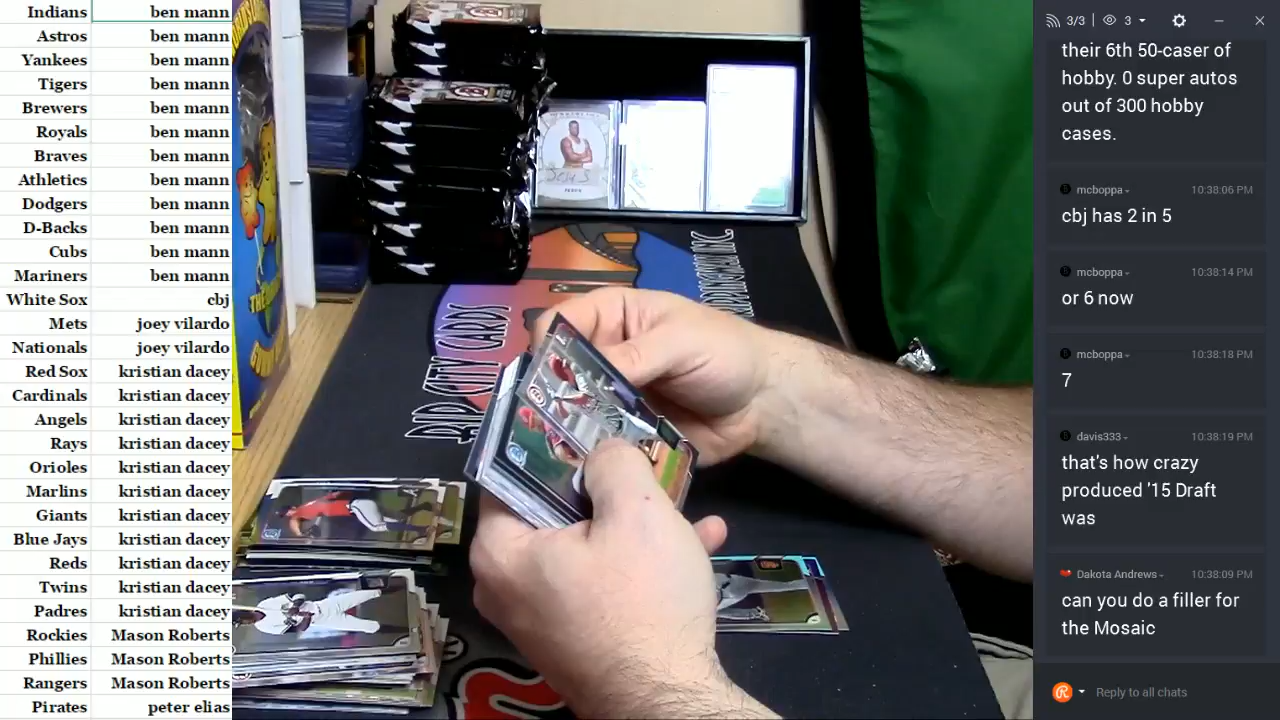 Indians ben mann
Astros ben mann
Yankees ben mann
Tigers ben mann
Brewers ben mann
Royals ben mann
Braves ben mann
Athletics ben mann
Dodgers ben mann
D-Backs ben mann
Cubs ben mann
Mariners ben mann
White Sox cbj
Mets joey vilardo
Nationals joey vilardo
Red Sox kristian dacey
Cardinals kristian dacey
Angels kristian dacey
Rays kristian dacey
Orioles kristian dacey
Marlins kristian dacey
Giants kristian dacey
Blue Jays kristian dacey
Reds kristian dacey
Twins kristian dacey
Padres kristian dacey
Rockies Mason Roberts
Phillies Mason Roberts
Rangers Mason Roberts
Pirates peter elias
RIP CITY CARDS
3/3 3
their 6th 50-caser of
hobby. 0 super autos
out of 300 hobby
cases.
mcboppa 10:38:06 PM
cbj has 2 in 5
mcboppa 10:38:14 PM
or 6 now
mcboppa 10:38:18 PM
7
davis333 10:38:19 PM
that's how crazy
produced '15 Draft
was
Dakota Andrews 10:38:09 PM
can you do a filler for
the Mosaic
Reply to all chats